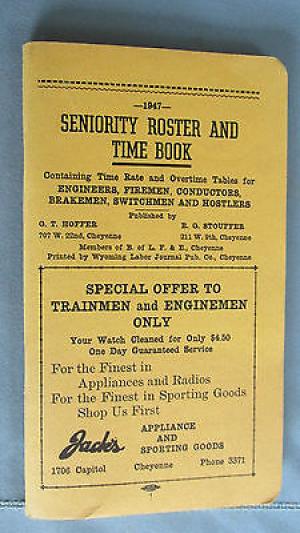 —1947—
SENIORITY ROSTER AND
TIME BOOK
Containing Time Rate and Overtime Tables for
ENGINEERS, FIREMEN, CONDUCTORS,
BRAKEMEN, SWITCHMEN AND HOSTLERS
Published by
G. T. HOFFER R. G. STOUFFER
707 W. 22nd, Cheyenne 211 W. 9th, Cheyenne
Members of B. of L. F. & E., Cheyenne
Printed by Wyoming Labor Journal Pub. Co., Cheyenne
SPECIAL OFFER TO
TRAINMEN and ENGINEMEN
ONLY
Your Watch Cleaned for Only $4.50
One Day Guaranteed Service
For the Finest in
Appliances and Radios
For the Finest in Sporting Goods
Shop Us First
Jack's APPLIANCE
AND
SPORTING GOODS
1706 Capitol Cheyenne Phone 3371